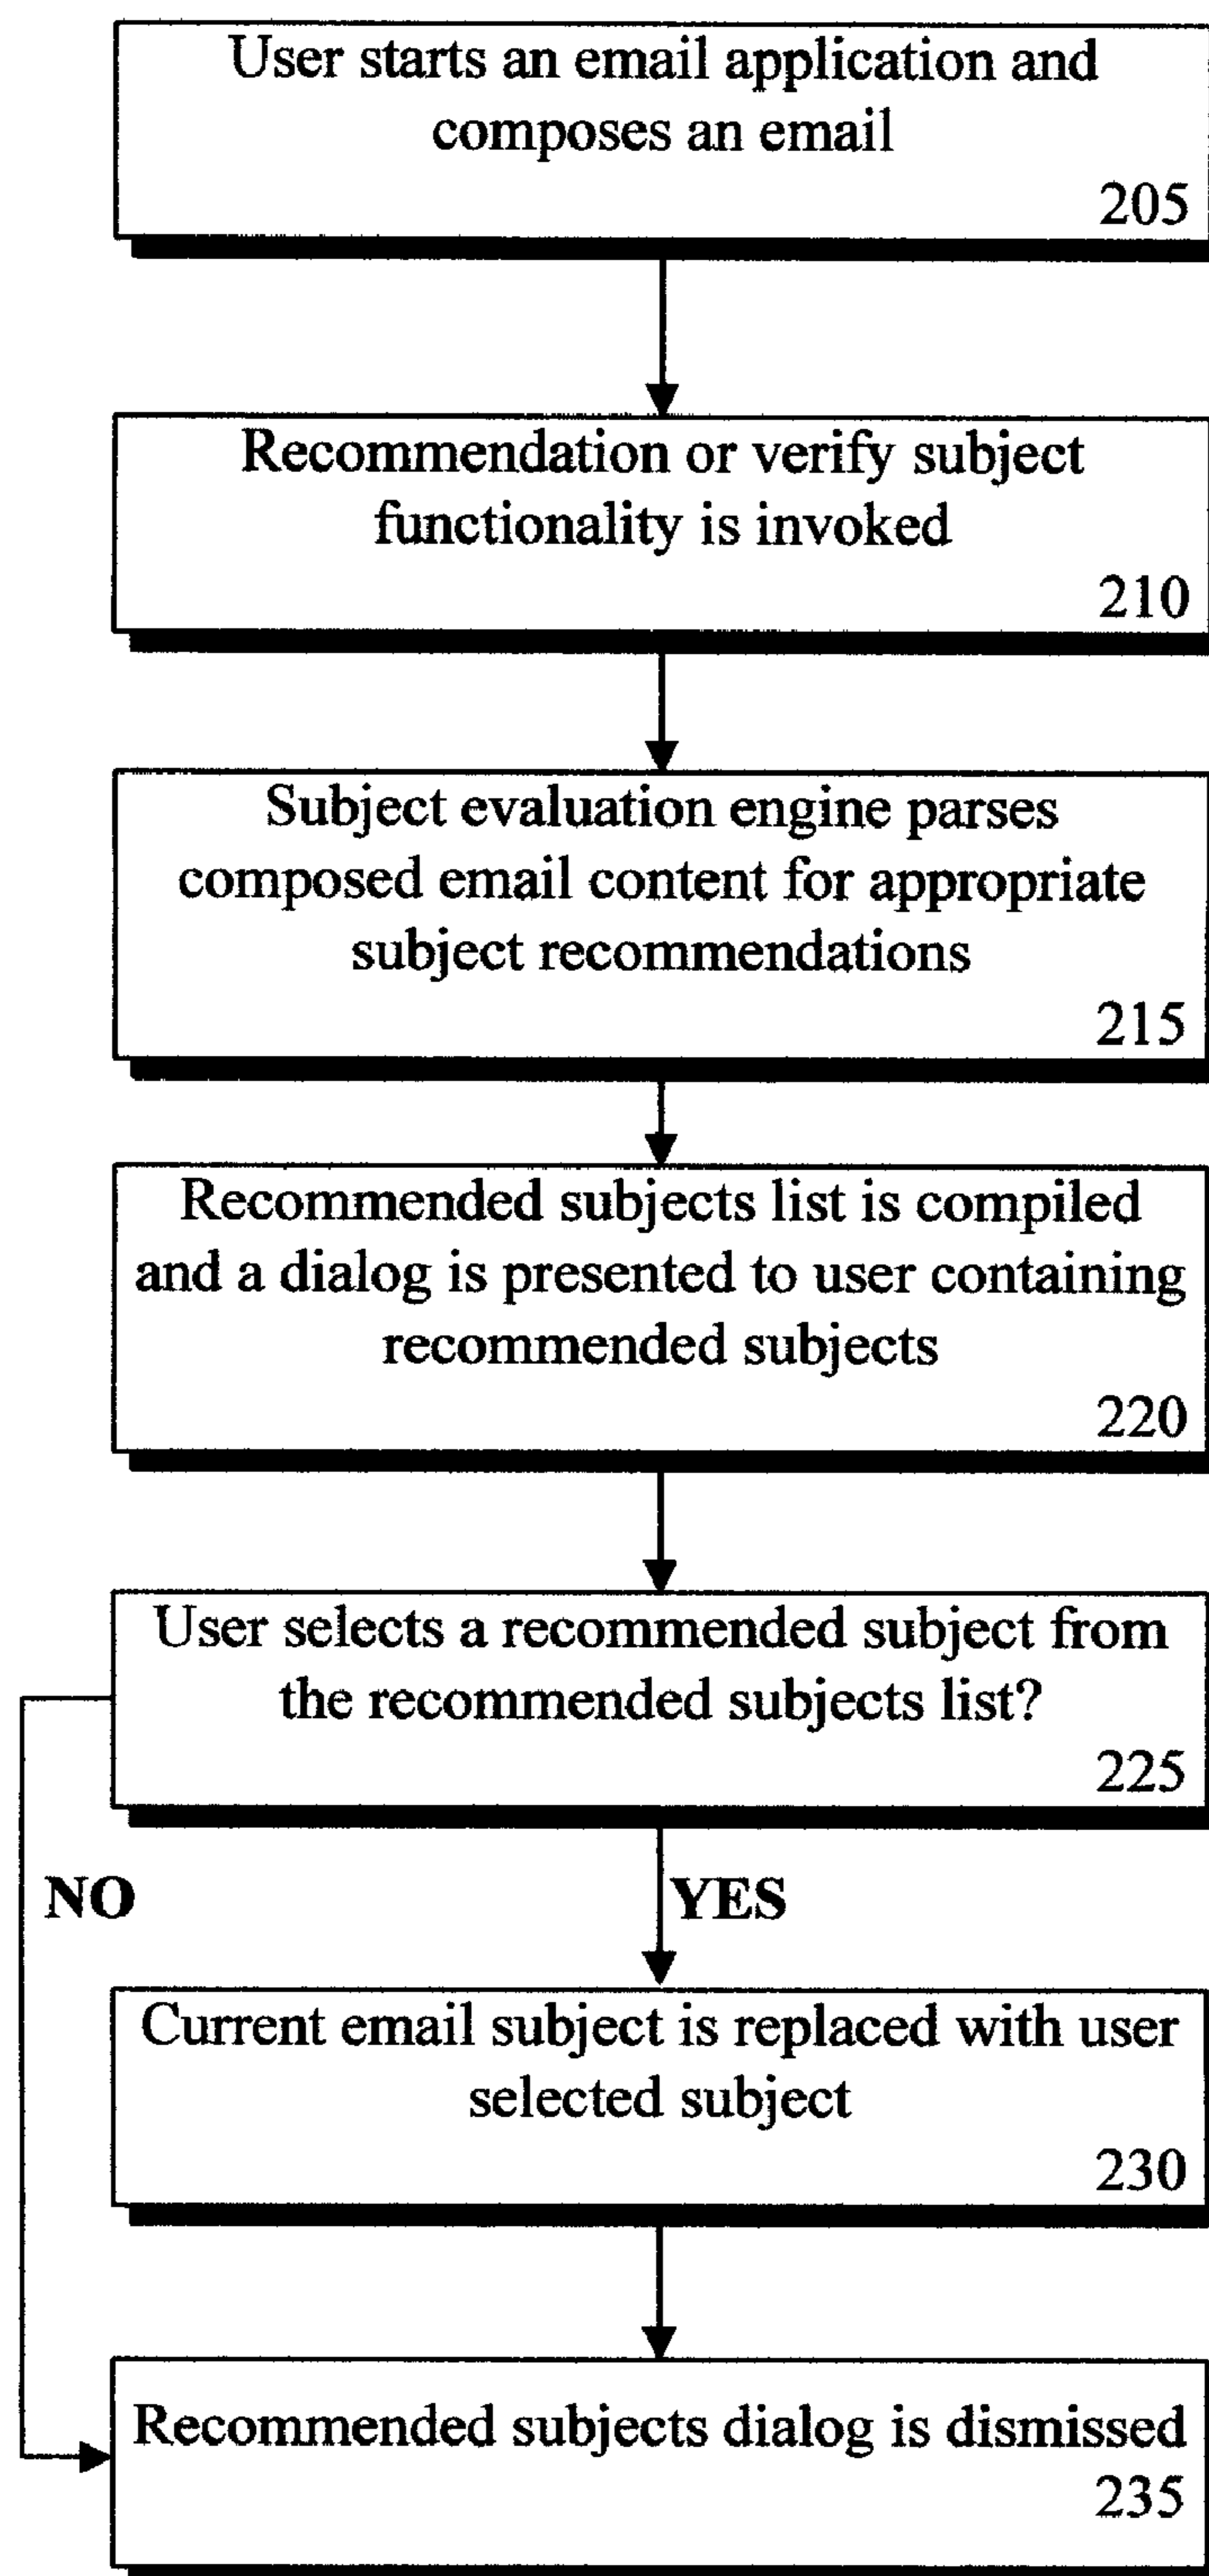 User starts an email application and
composes an email
205
Recommendation or verify subject
functionality is invoked
210
Subject evaluation engine parses
composed email content for appropriate
subject recommendations
215
Recommended subjects list is compiled
and a dialog is presented to user containing
recommended subjects
220
User selects a recommended subject from
the recommended subjects list?
225
NO
YES
Current email subject is replaced with user
selected subject
230
Recommended subjects dialog is dismissed
235